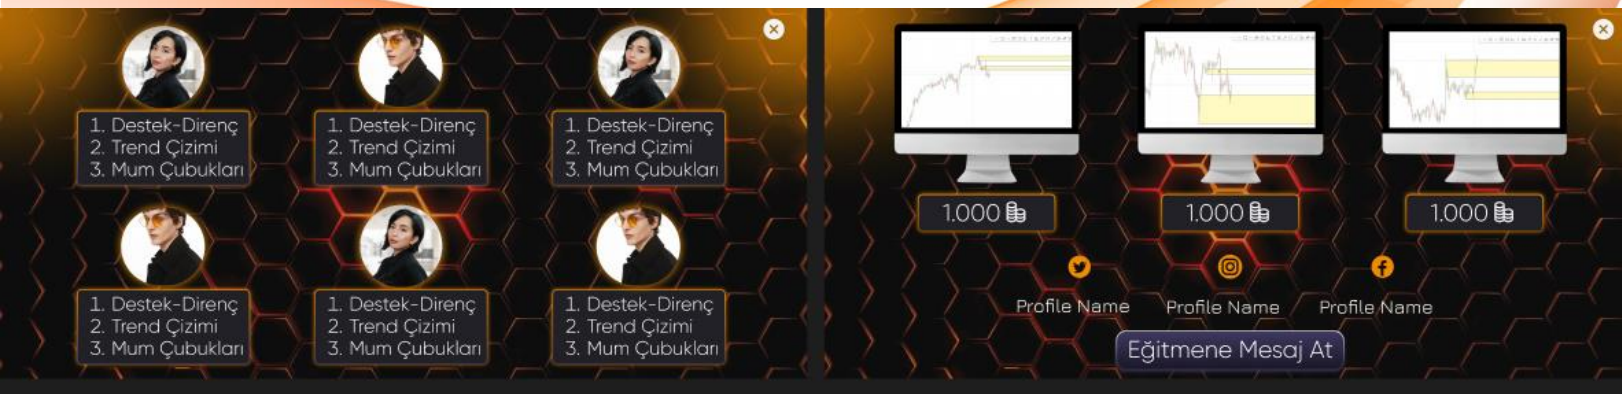 1. Destek-Direnç
2. Trend Çizimi
3. Mum Çubukları
1. Destek-Direnç
2. Trend Çizimi
3. Mum Çubukları
1. Destek-Direnç
2. Trend Çizimi
3. Mum Çubukları
1. Destek-Direnç
2. Trend Çizimi
3. Mum Çubukları
1. Destek-Direnç
2. Trend Çizimi
3. Mum Çubukları
1. Destek-Direnç
2. Trend Çizimi
3. Mum Çubukları
1.000
1.000
1.000
Profile Name
Profile Name
Profile Name
Eğitmene Mesaj At